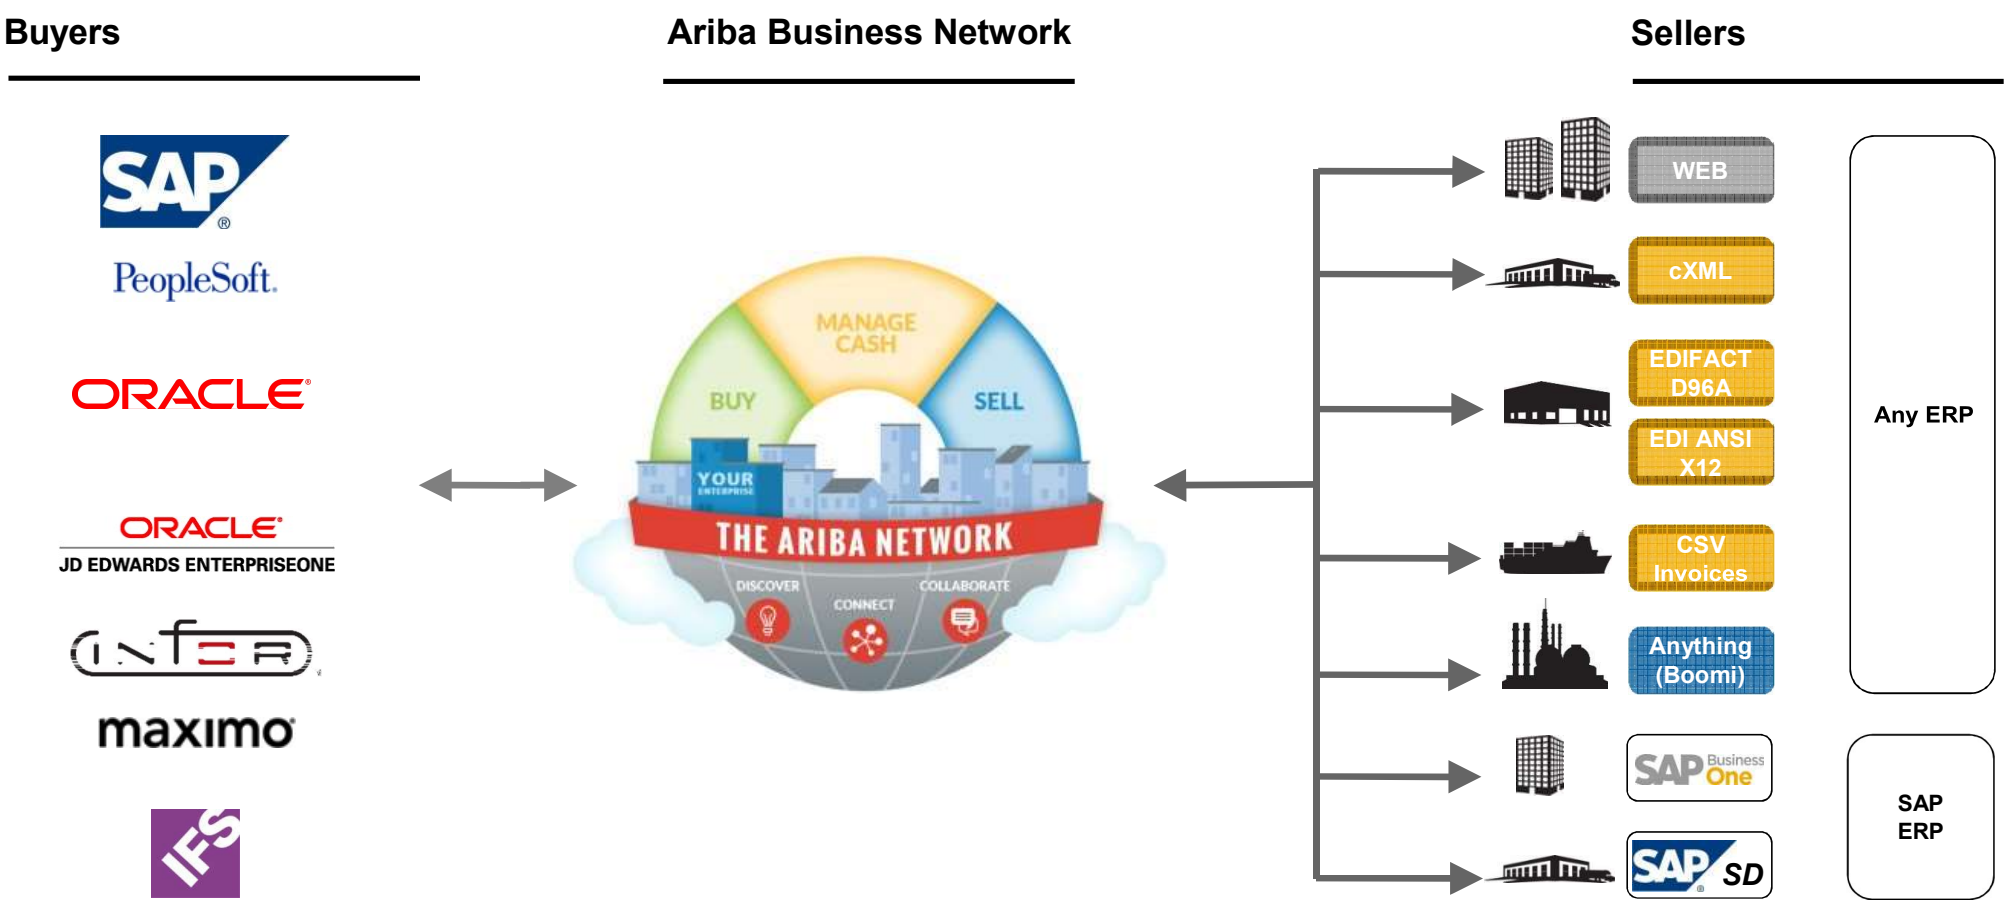 Buyers
Ariba Business Network
Sellers
SAP
®
PeopleSoft.
ORACLE®
ORACLE®
JD EDWARDS ENTERPRISEONE
infor
maximo®
IFS
MANAGE
CASH
BUY
SELL
YOUR
ENTERPRISE
THE ARIBA NETWORK
DISCOVER
CONNECT
COLLABORATE
WEB
cXML
EDIFACT
D96A
EDI ANSI
X12
CSV
Invoices
Anything
(Boomi)
Any ERP
SAP Business
One
SAP® SD
SAP
ERP